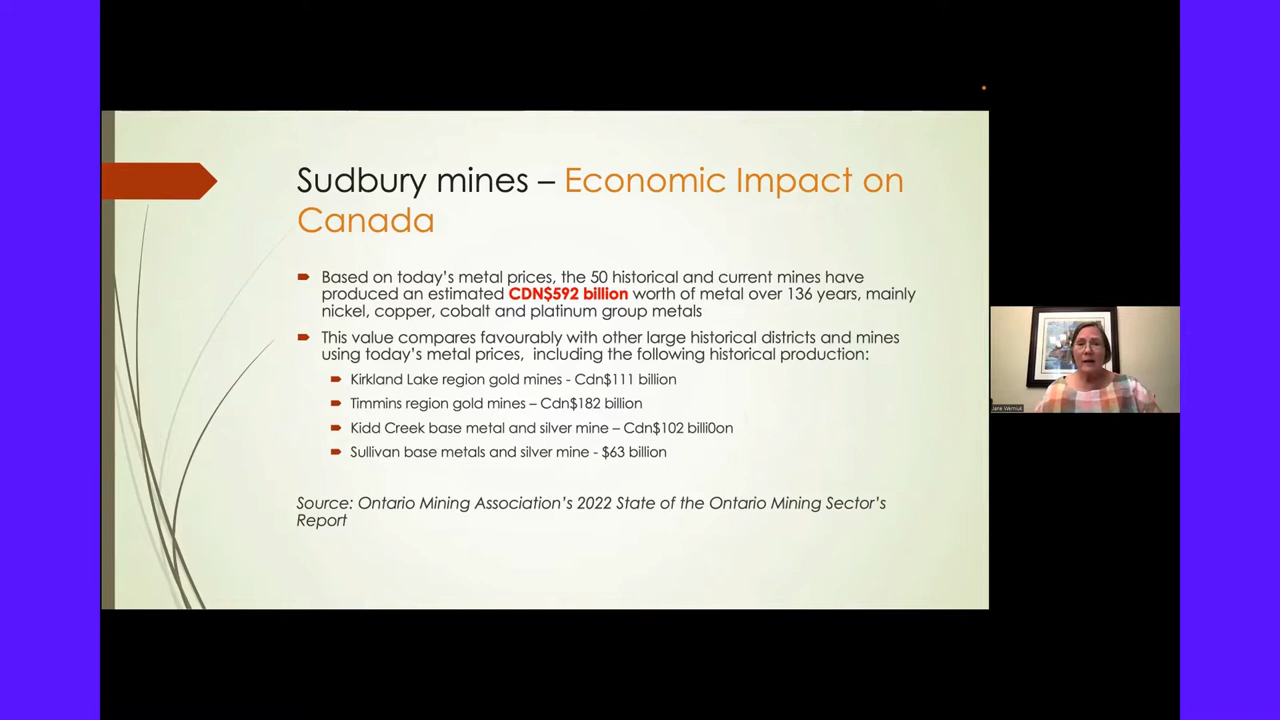 Sudbury mines – Economic Impact on
Canada
Based on today's metal prices, the 50 historical and current mines have
produced an estimated CDN$592 billion worth of metal over 136 years, mainly
nickel, copper, cobalt and platinum group metals
This value compares favourably with other large historical districts and mines
using today's metal prices, including the following historical production:
Kirkland Lake region gold mines - Cdn$111 billion
Timmins region gold mines – Cdn$182 billion
Kidd Creek base metal and silver mine – Cdn$102 billi0on
Sullivan base metals and silver mine - $63 billion
Source: Ontario Mining Association's 2022 State of the Ontario Mining Sector's
Report
Jane Werniuk